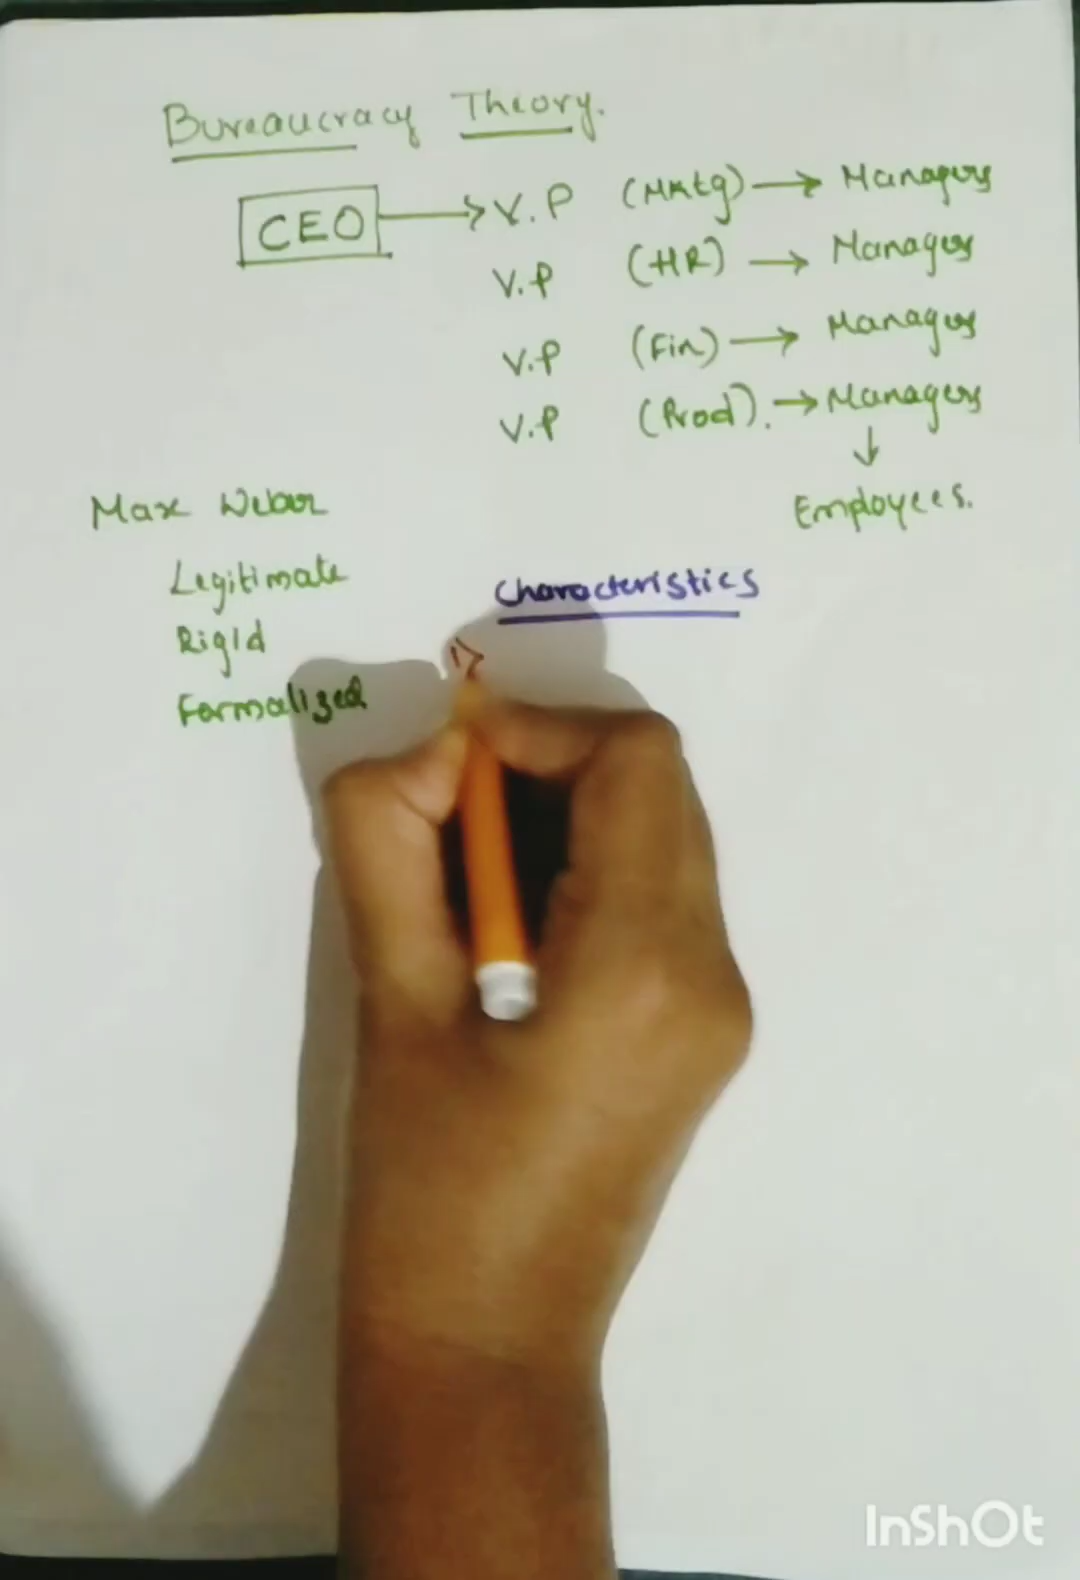 Bureaucracy Theory.
CEO → V.P (Mktg) → Managers
V.P (HR) → Managers
V.P (Fin) → Managers
V.P (Prod). → Managers
↓
Employees.
Max Weber
Legitimate
Rigid
Formalized
Characteristics
1)
InShOt